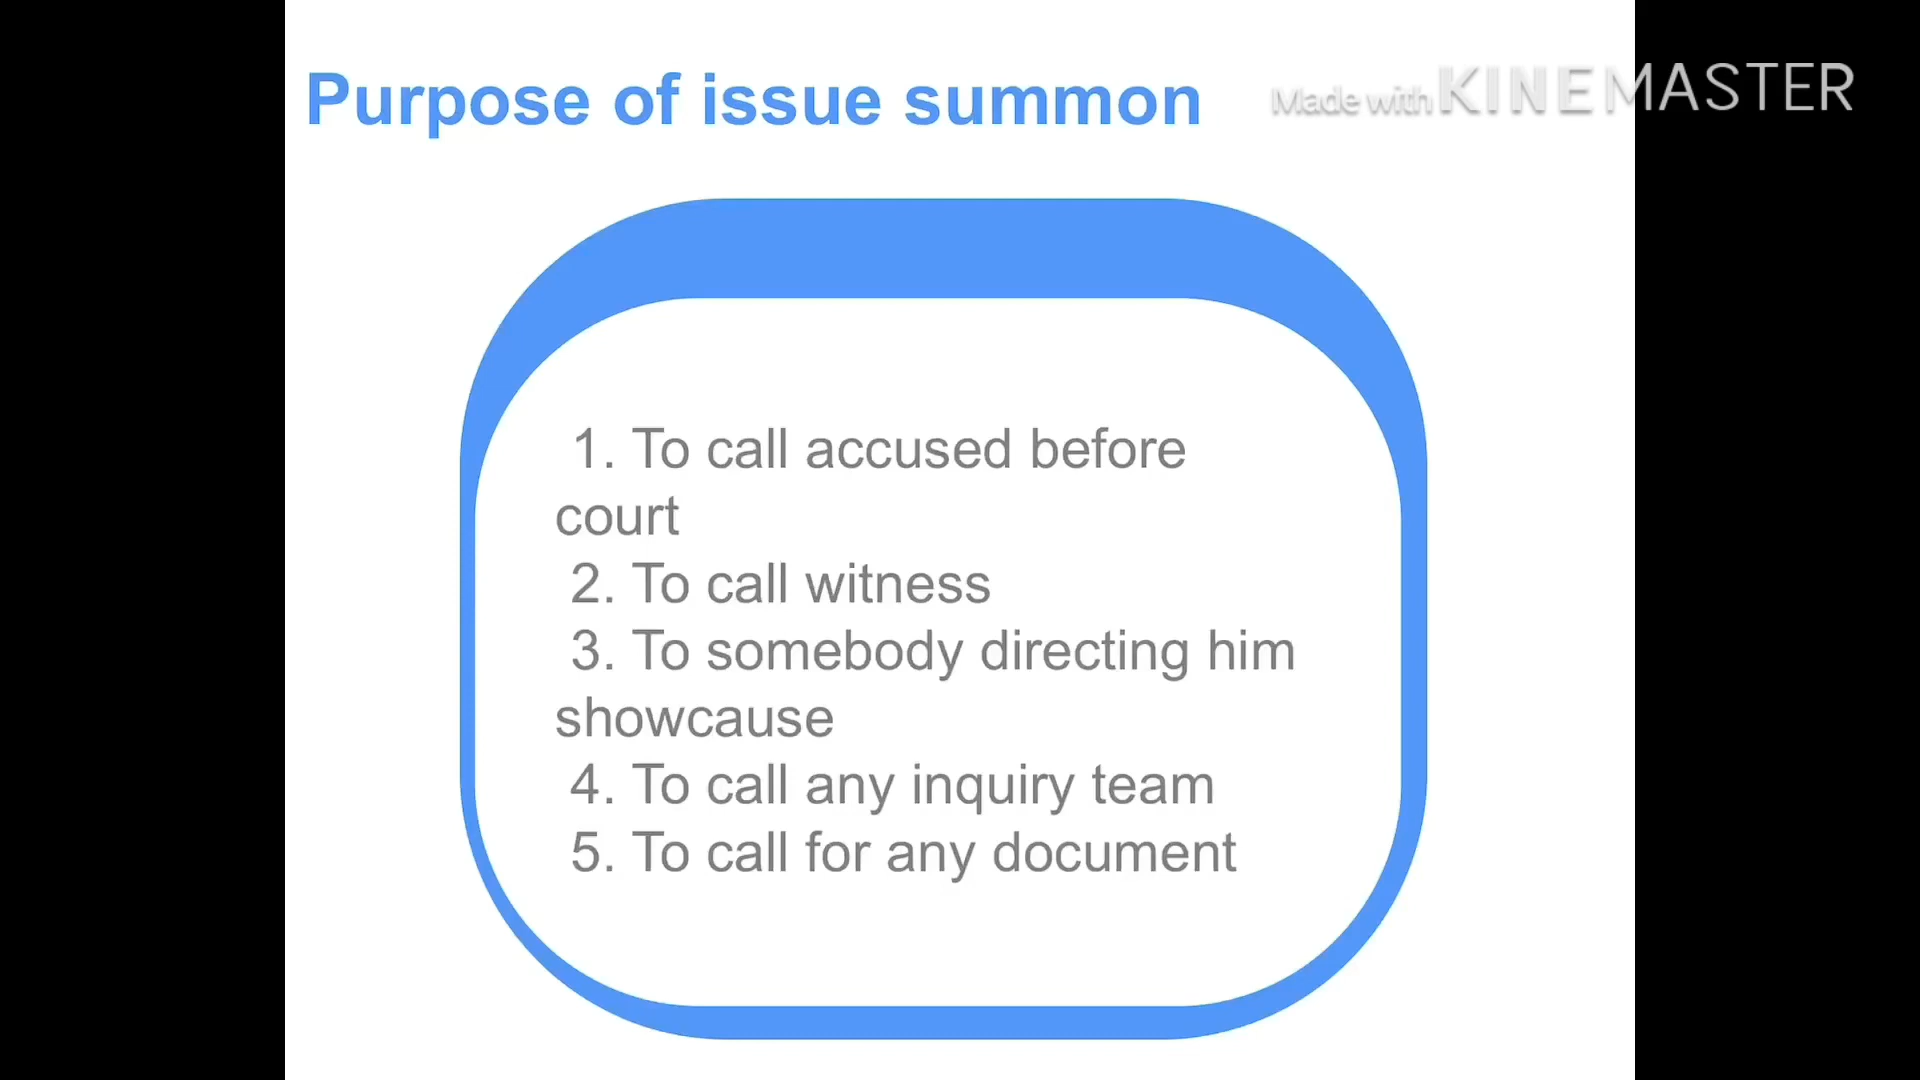 Purpose of issue summon
Made with KINEMASTER
1. To call accused before
court
2. To call witness
3. To somebody directing him
showcause
4. To call any inquiry team
5. To call for any document